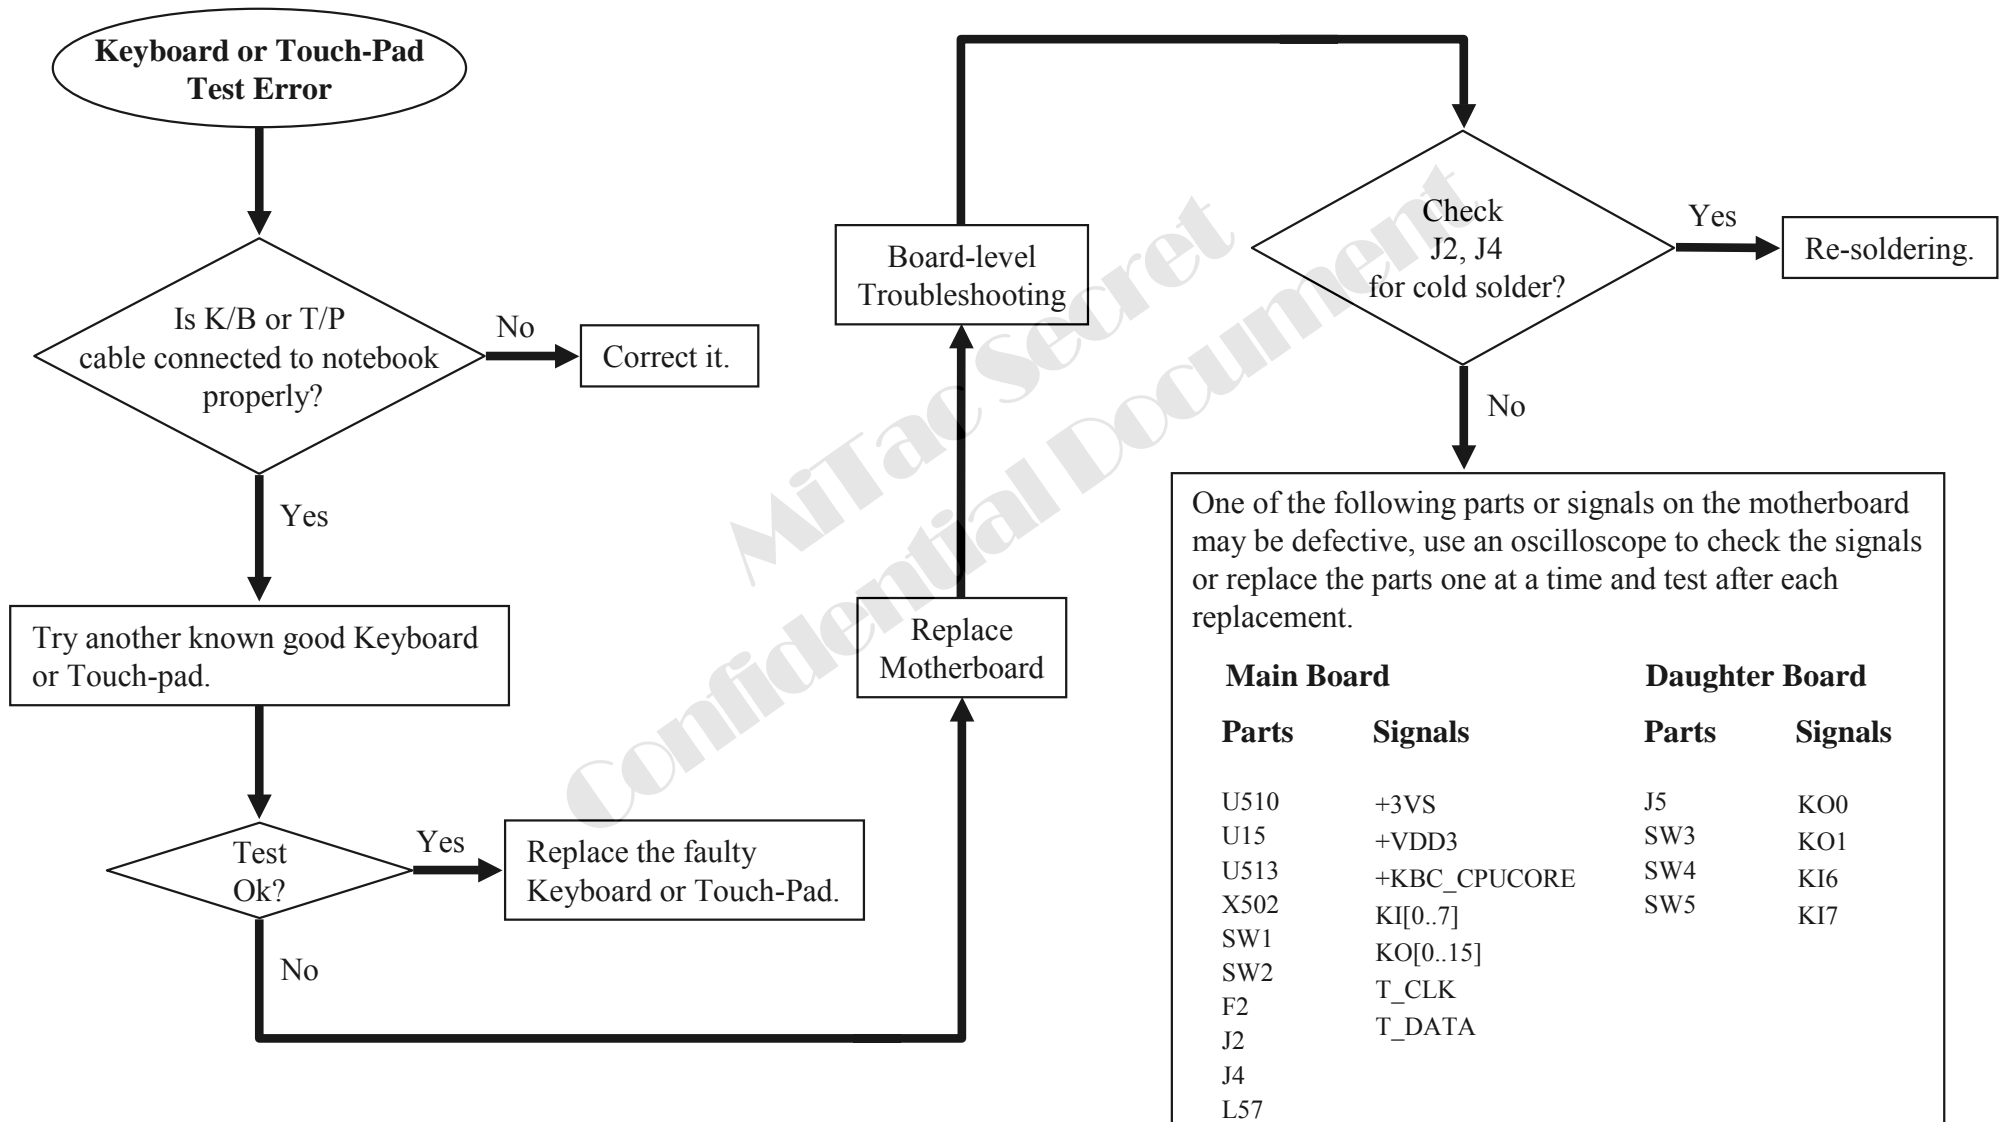 Keyboard or Touch-Pad
Test Error
Is K/B or T/P
cable connected to notebook
properly?
No
Correct it.
Yes
Try another known good Keyboard
or Touch-pad.
Test
Ok?
Yes
Replace the faulty
Keyboard or Touch-Pad.
No
Replace
Motherboard
Board-level
Troubleshooting
Check
J2, J4
for cold solder?
Yes
Re-soldering.
No
One of the following parts or signals on the motherboard
may be defective, use an oscilloscope to check the signals
or replace the parts one at a time and test after each
replacement.
Main Board
Parts
U510
U15
U513
X502
SW1
SW2
F2
J2
J4
L57
Signals
+3VS
+VDD3
+KBC_CPUCORE
KI[0..7]
KO[0..15]
T_CLK
T_DATA
Daughter Board
Parts
J5
SW3
SW4
SW5
Signals
KO0
KO1
KI6
KI7
MiTac Secret
Confidential Document